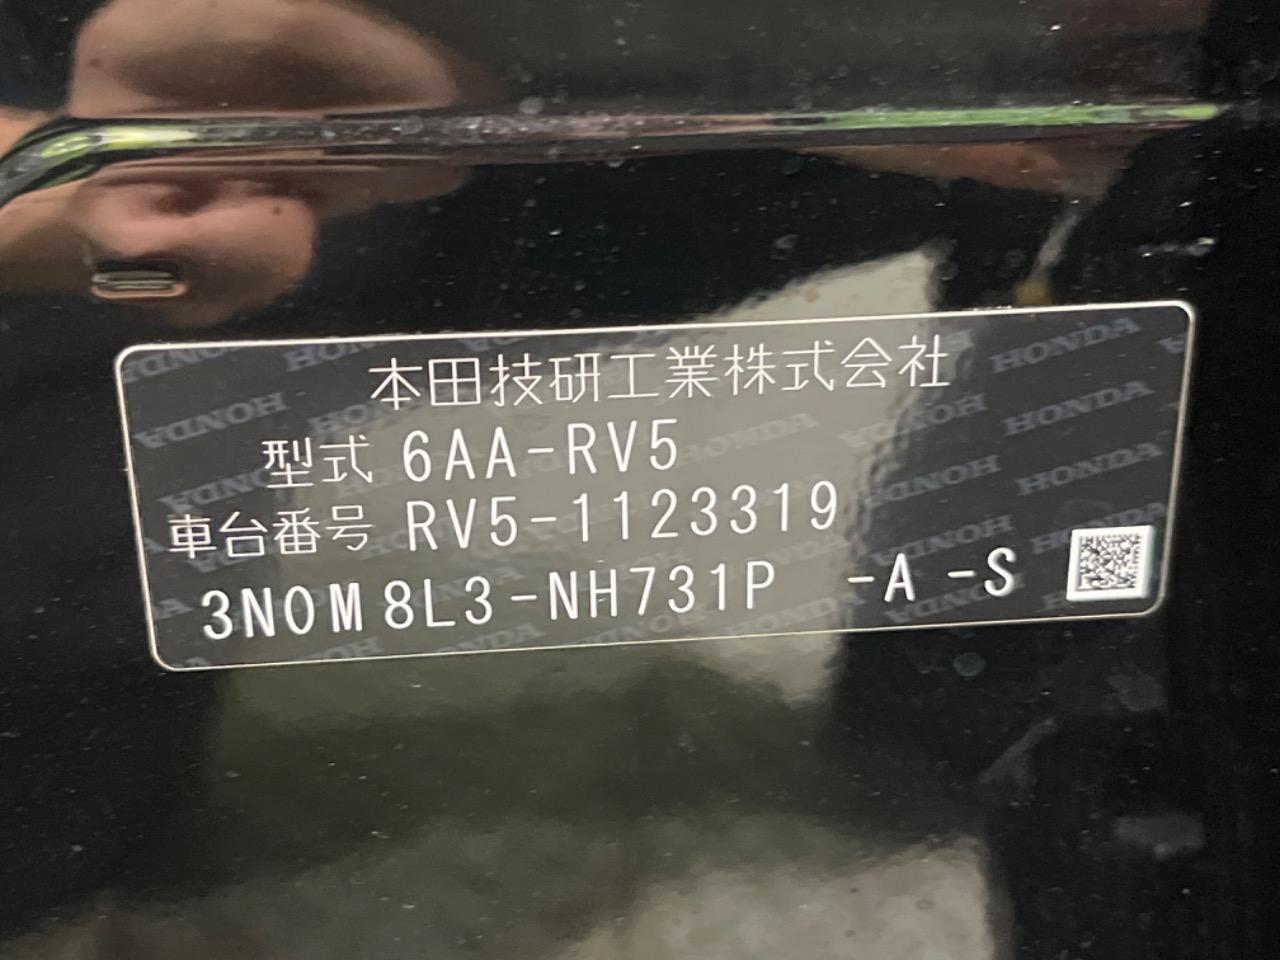 本田技研工業株式会社
型式 6AA-RV5
車台番号 RV5-1123319
3N0M8L3-NH731P -A -S